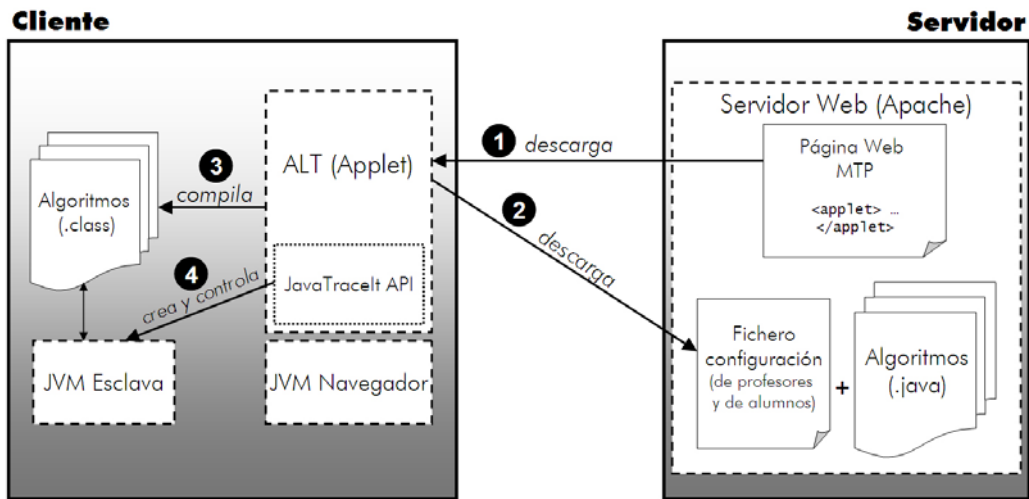 Cliente
Servidor
Servidor Web (Apache)
Página Web
MTP
<applet> …
</applet>
1 descarga
ALT (Applet)
3
compila
Algoritmos
(.class)
2
descarga
JavaTraceIt API
4
crea y controla
Fichero
configuración
(de profesores
y de alumnos)
+
Algoritmos
(.java)
JVM Esclava
JVM Navegador